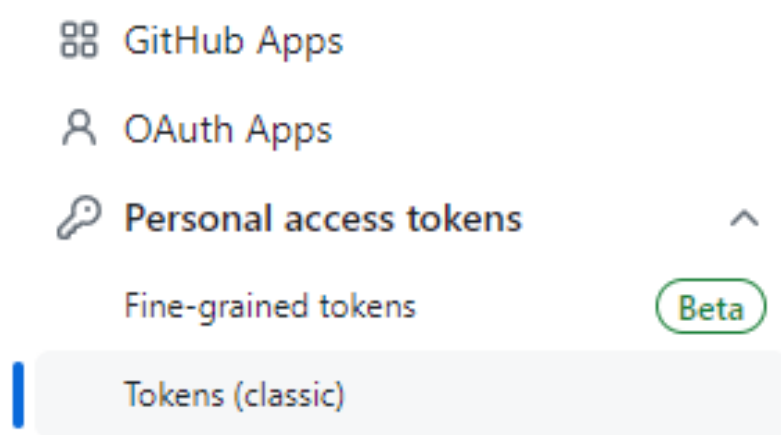 GitHub Apps
OAuth Apps
Personal access tokens
Fine-grained tokens Beta
Tokens (classic)